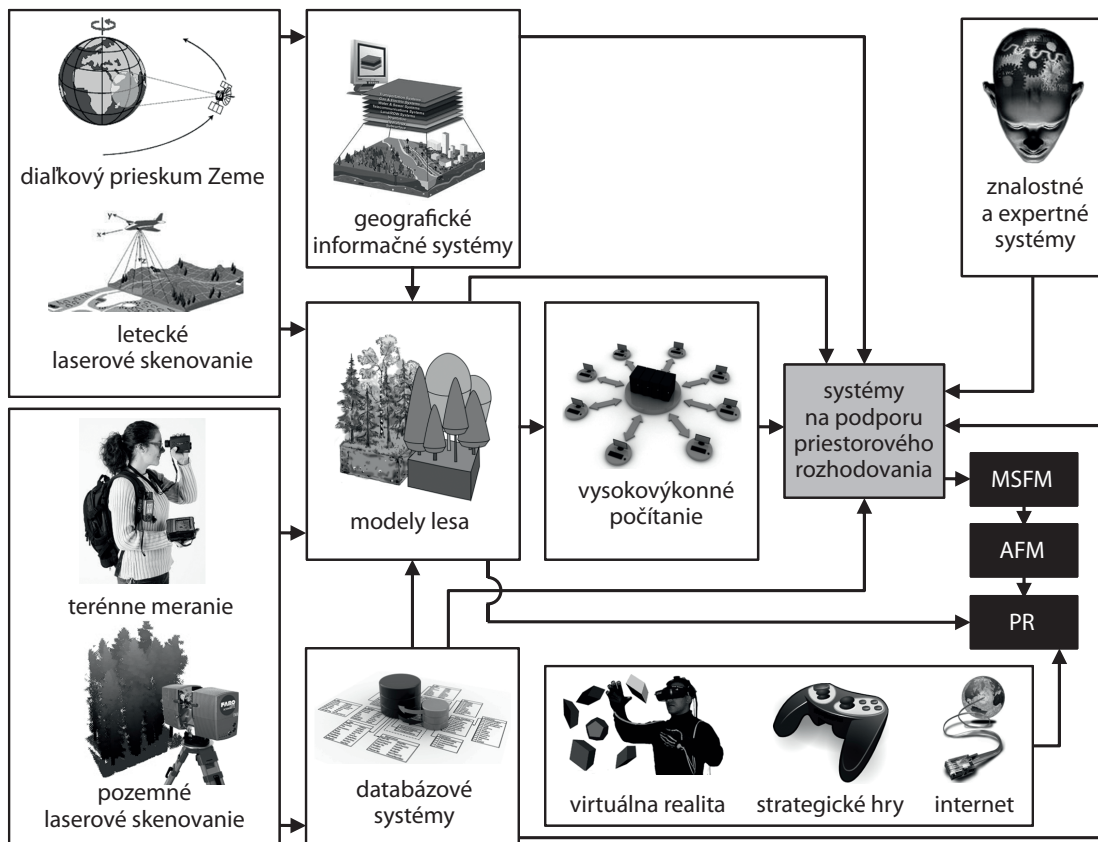 diaľkový prieskum Zeme
y
x
z
letecké
laserové skenovanie
geografické
informačné systémy
znalostné
a expertné
systémy
modely lesa
vysokovýkonné
počítanie
systémy
na podporu
priestorového
rozhodovania
MSFM
AFM
PR
terénne meranie
FARO
pozemné
laserové skenovanie
databázové
systémy
virtuálna realita
strategické hry
internet